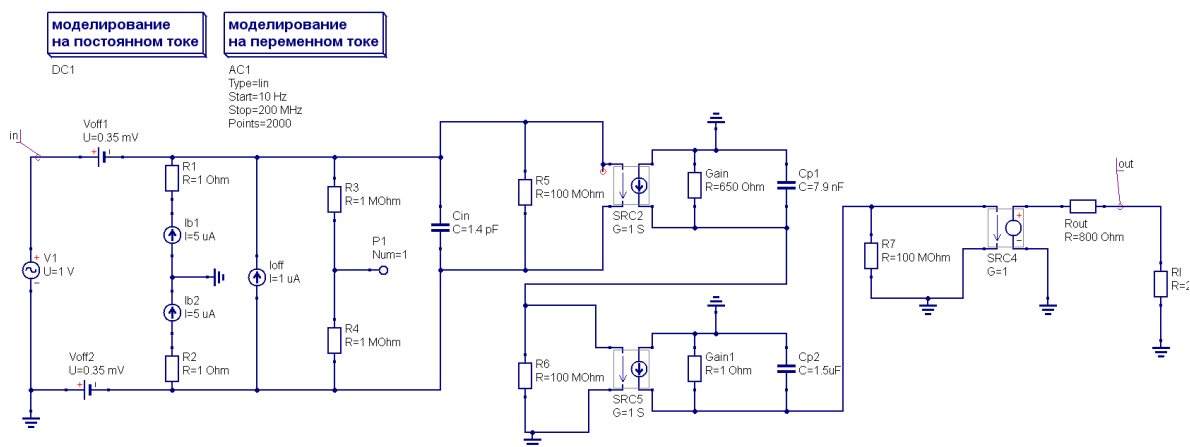 моделирование
на постоянном токе
моделирование
на переменном токе
DC1
AC1
Type=lin
Start=10 Hz
Stop=200 MHz
Points=2000
in
Voff1
U=0.35 mV
R1
R=1 Ohm
Ib1
I=5 uA
V1
U=1 V
Ib2
I=5 uA
R2
R=1 Ohm
Voff2
U=0.35 mV
Ioff
I=1 uA
R3
R=1 MOhm
P1
Num=1
R4
R=1 MOhm
Cin
C=1.4 pF
R5
R=100 MOhm
SRC2
G=1 S
Gain
R=650 Ohm
Cp1
C=7.9 nF
R6
R=100 MOhm
SRC5
G=1 S
Gain1
R=1 Ohm
Cp2
C=1.5uF
R7
R=100 MOhm
SRC4
G=1
out
Rout
R=800 Ohm
Rl
R=2